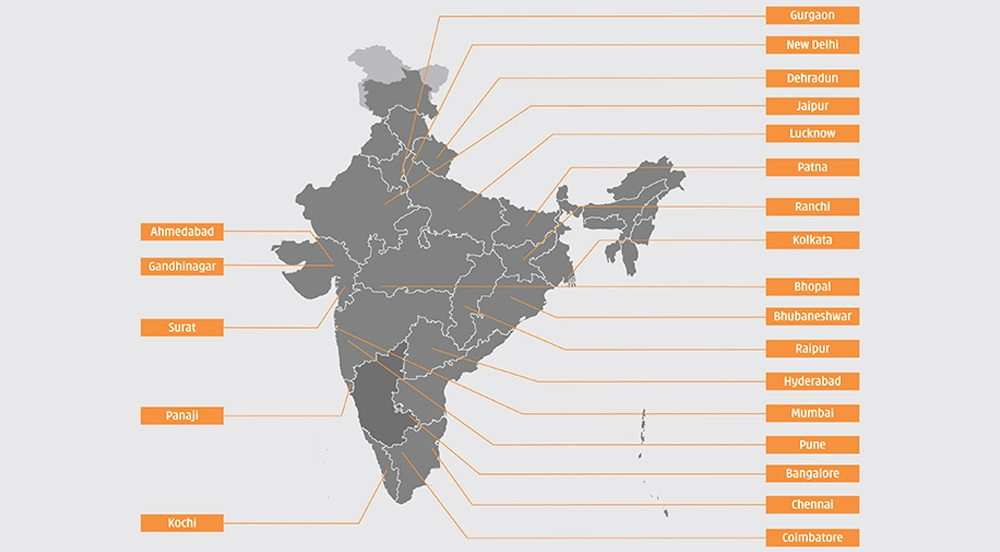 Gurgaon
New Delhi
Dehradun
Jaipur
Lucknow
Patna
Ranchi
Kolkata
Bhopal
Bhubaneshwar
Raipur
Hyderabad
Mumbai
Pune
Bangalore
Chennai
Coimbatore
Ahmedabad
Gandhinagar
Surat
Panaji
Kochi